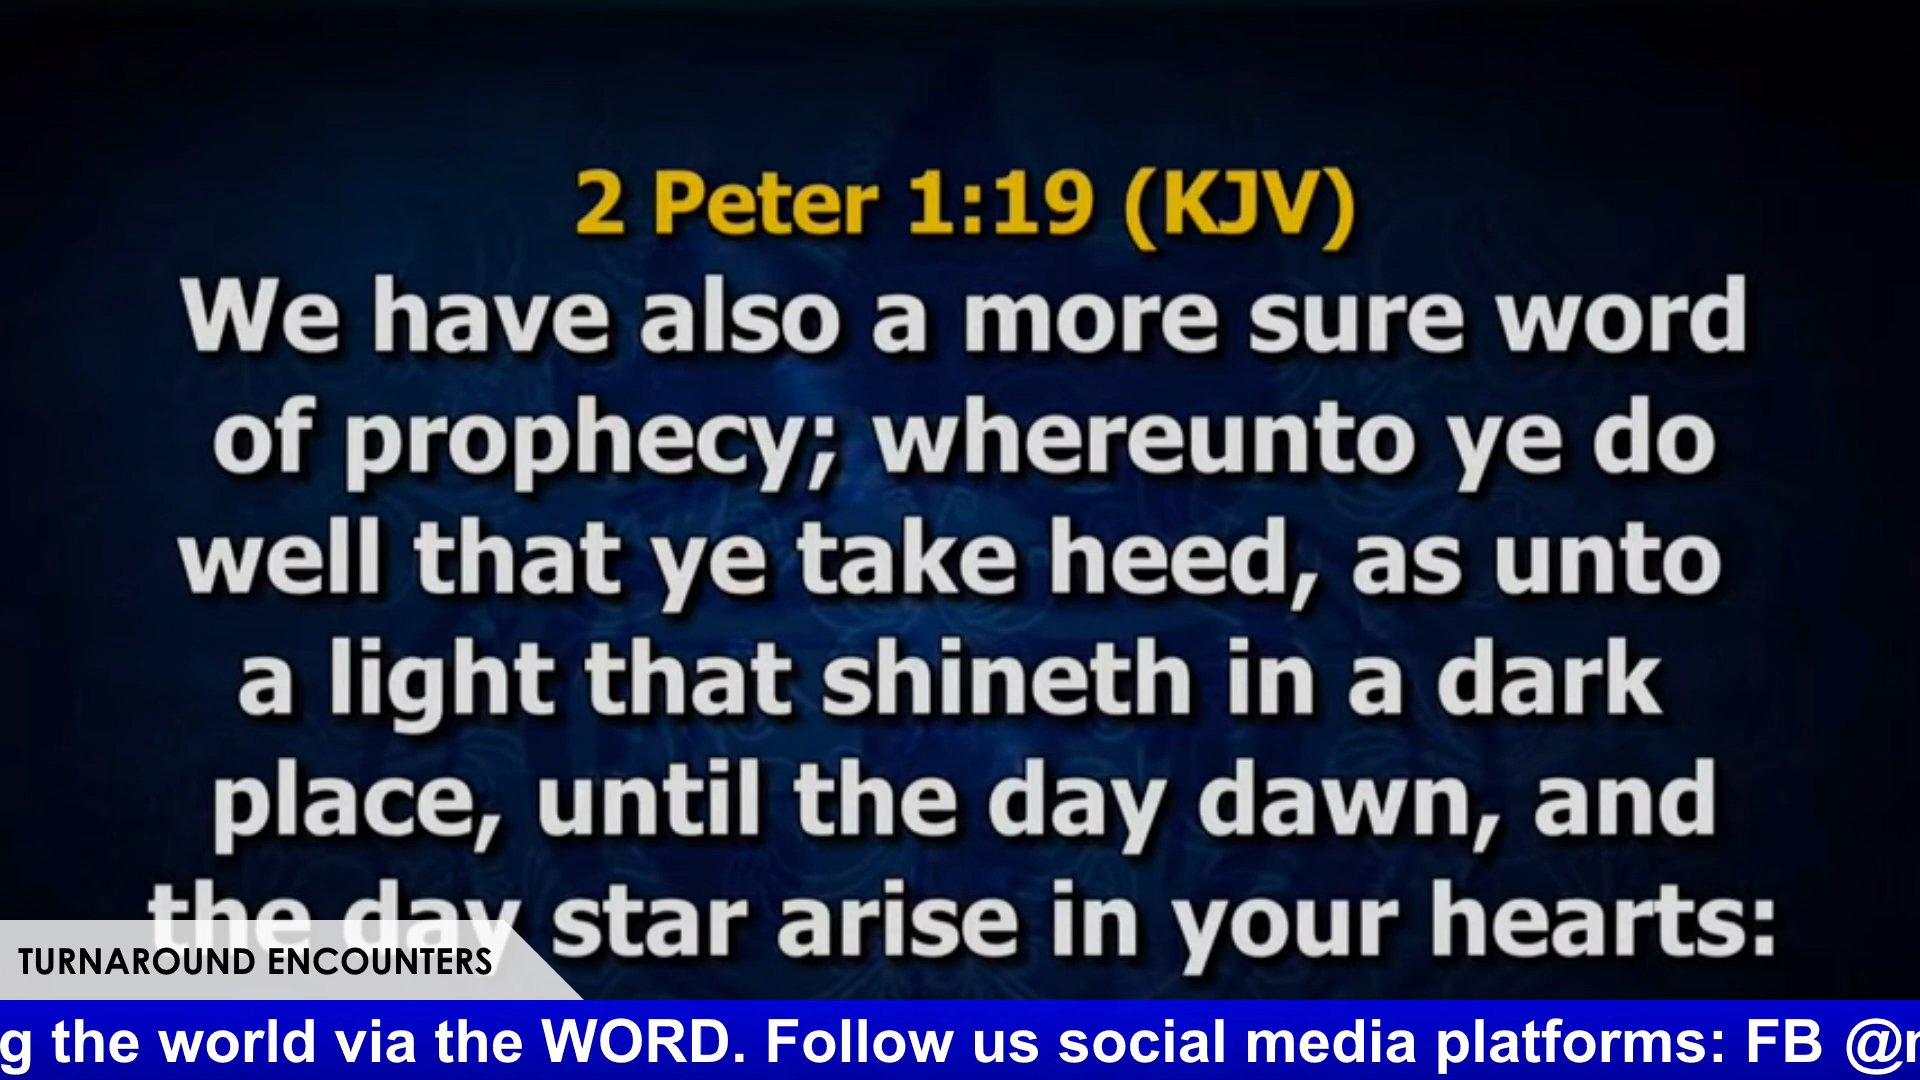 2 Peter 1:19 (KJV)
We have also a more sure word
of prophecy; whereunto ye do
well that ye take heed, as unto
a light that shineth in a dark
place, until the day dawn, and
the day star arise in your hearts:
TURNAROUND ENCOUNTERS
the world via the WORD. Follow us social media platforms: FB